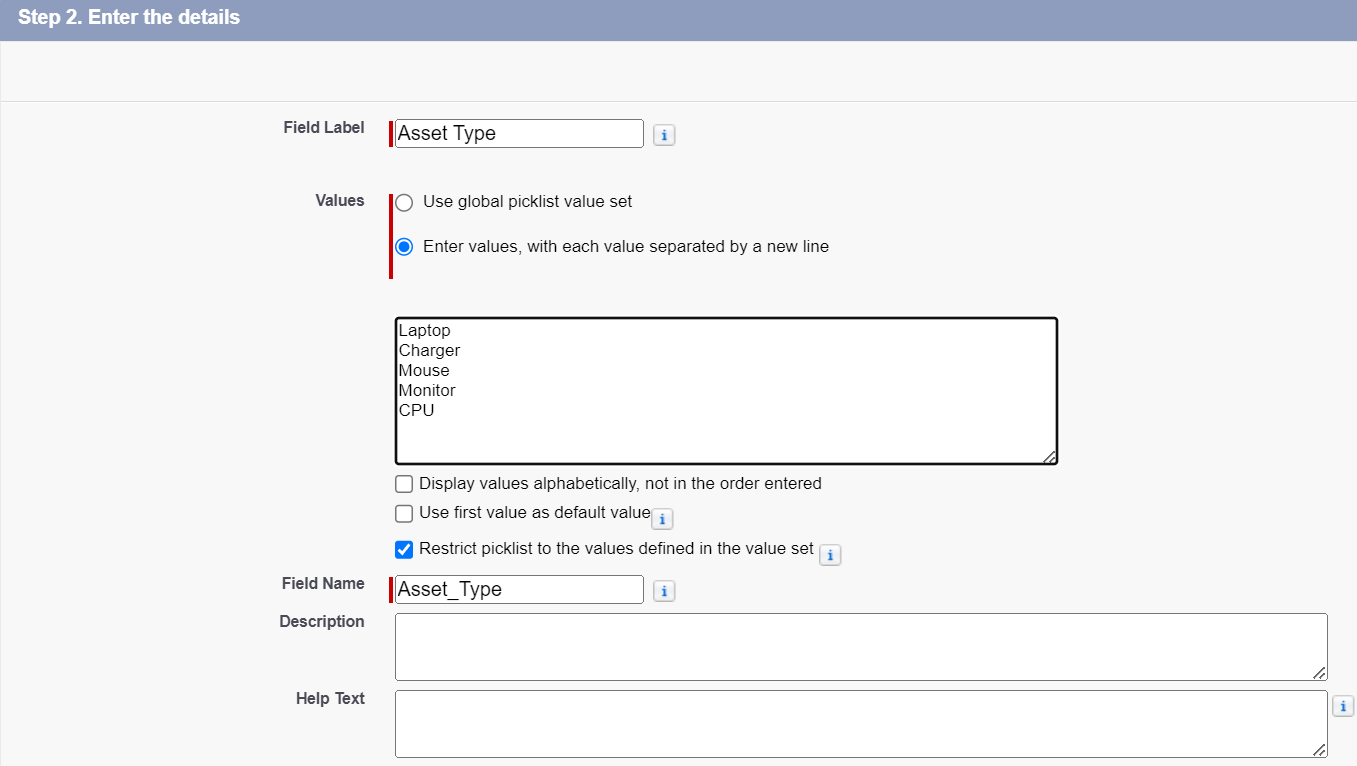 Step 2. Enter the details
Field Label
Asset Type
i
Values
Use global picklist value set
Enter values, with each value separated by a new line
Laptop
Charger
Mouse
Monitor
CPU
Display values alphabetically, not in the order entered
Use first value as default value
i
Restrict picklist to the values defined in the value set
i
Field Name
Asset_Type
i
Description
Help Text
i